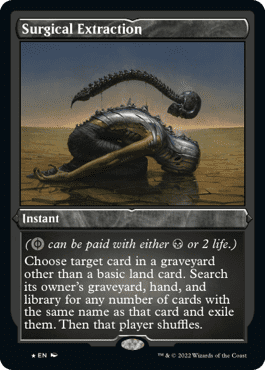 Surgical Extraction
Instant
( can be paid with either  or 2 life.)
Choose target card in a graveyard
other than a basic land card. Search
its owner's graveyard, hand, and
library for any number of cards with
the same name as that card and exile
them. Then that player shuffles.
★ EN
™ & © 2022 Wizards of the Coast